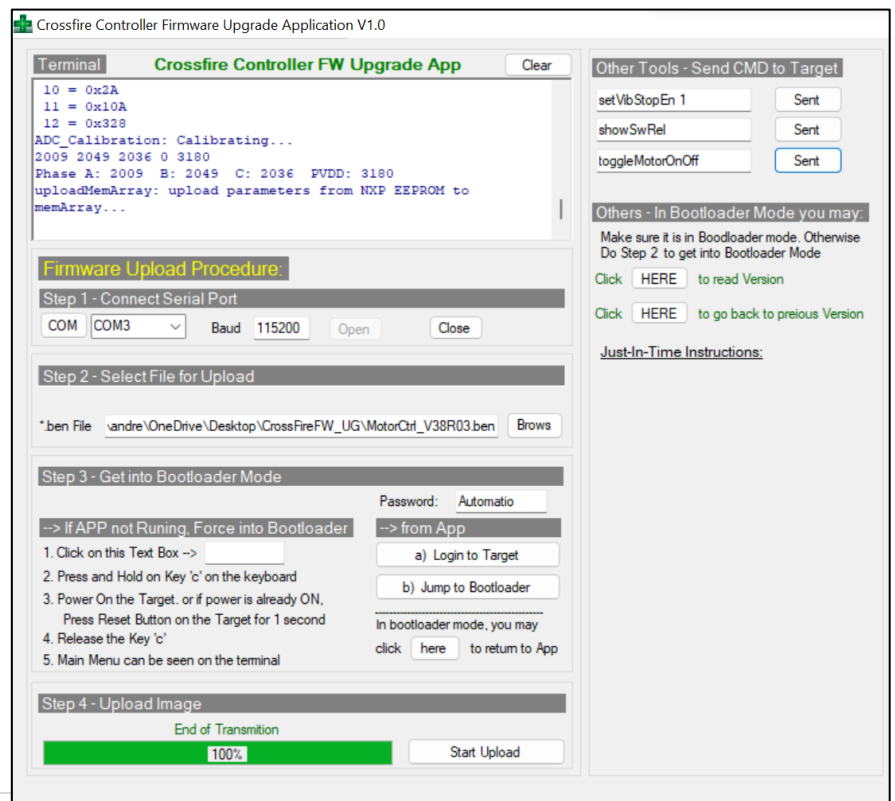 Crossfire Controller Firmware Upgrade Application V1.0
Terminal
Crossfire Controller FW Upgrade App
Clear
10 = 0x2A
11 = 0x10A
12 = 0x328
ADC_Calibration: Calibrating...
2009 2049 2036 0 3180
Phase A: 2009 B: 2049 C: 2036 PVDD: 3180
uploadMemArray: upload parameters from NXP EEPROM to
memArray...
Firmware Upload Procedure:
Step 1 - Connect Serial Port
COM COM3 Baud 115200 Open Close
Step 2 - Select File for Upload
*.ben File \andre\OneDrive\Desktop\CrossFireFW_UG\MotorCtrl_V38R03.ben Brows
Step 3 - Get into Bootloader Mode
Password: Automatio
--> If APP not Runing, Force into Bootloader
1. Click on this Text Box -->
2. Press and Hold on Key 'c' on the keyboard
3. Power On the Target. or if power is already ON,
Press Reset Button on the Target for 1 second
4. Release the Key 'c'
5. Main Menu can be seen on the terminal
--> from App
a) Login to Target
b) Jump to Bootloader
In bootloader mode, you may
click here to return to App
Step 4 - Upload Image
End of Transmition
100%
Start Upload
Other Tools - Send CMD to Target
setVibStopEn 1 Sent
showSwRel Sent
toggleMotorOnOff Sent
Others - In Bootloader Mode you may:
Make sure it is in Boodloader mode. Otherwise
Do Step 2 to get into Bootloader Mode
Click HERE to read Version
Click HERE to go back to preious Version
Just-In-Time Instructions: